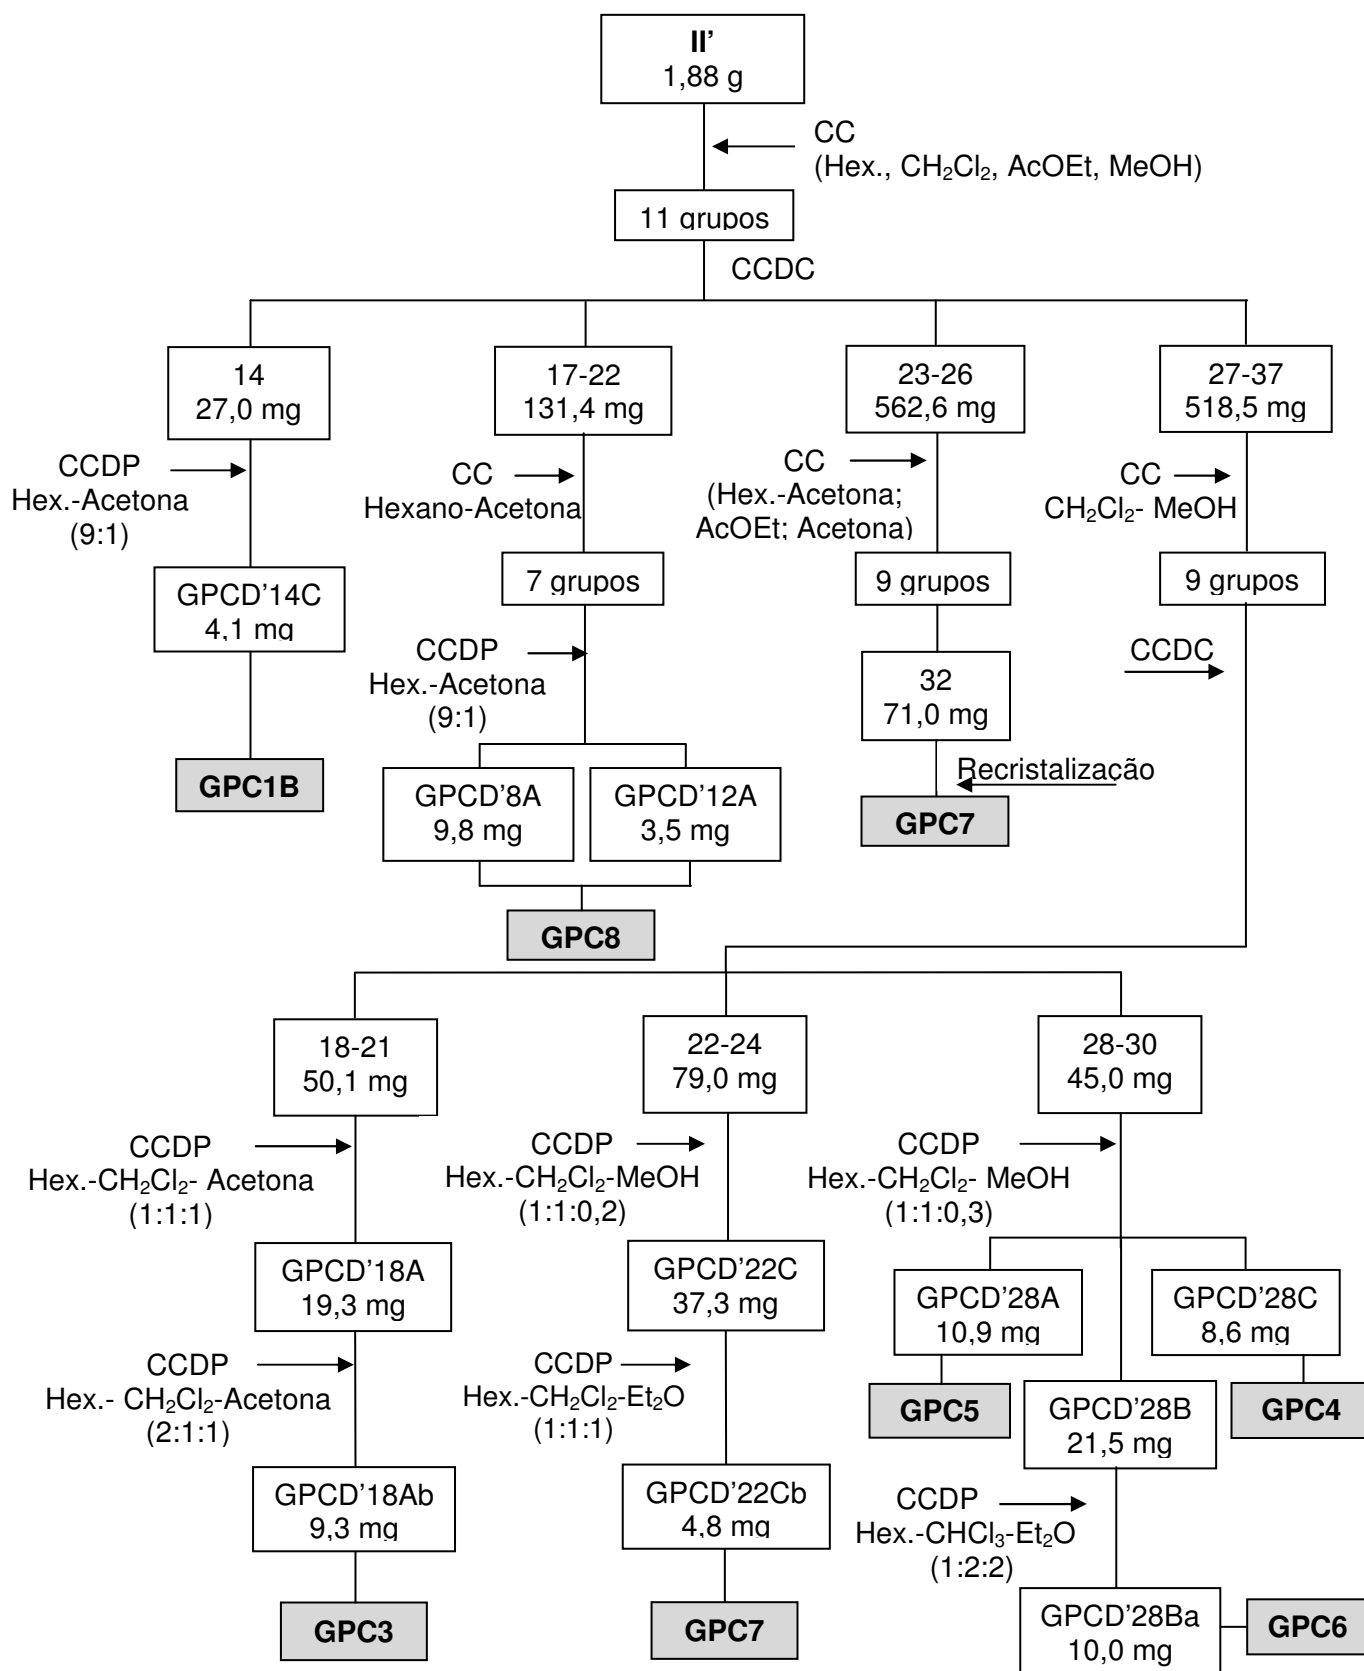 II’
1,88 g
CC
(Hex., CH₂Cl₂, AcOEt, MeOH)
11 grupos
CCDC
14
27,0 mg
17-22
131,4 mg
23-26
562,6 mg
27-37
518,5 mg
CCDP
Hex.-Acetona
(9:1)
CC
Hexano-Acetona
CC
(Hex.-Acetona;
AcOEt; Acetona)
CC
CH₂Cl₂- MeOH
GPCD’14C
4,1 mg
7 grupos
9 grupos
9 grupos
CCDP
Hex.-Acetona
(9:1)
32
71,0 mg
CCDC
GPC1B
GPCD’8A
9,8 mg
GPCD’12A
3,5 mg
Recristalização
GPC7
GPC8
18-21
50,1 mg
22-24
79,0 mg
28-30
45,0 mg
CCDP
Hex.-CH₂Cl₂- Acetona
(1:1:1)
CCDP
Hex.-CH₂Cl₂-MeOH
(1:1:0,2)
CCDP
Hex.-CH₂Cl₂- MeOH
(1:1:0,3)
GPCD’18A
19,3 mg
GPCD’22C
37,3 mg
GPCD’28A
10,9 mg
GPCD’28C
8,6 mg
CCDP
Hex.- CH₂Cl₂-Acetona
(2:1:1)
CCDP
Hex.-CH₂Cl₂-Et₂O
(1:1:1)
GPC5
GPCD’28B
21,5 mg
GPC4
GPCD’18Ab
9,3 mg
GPCD’22Cb
4,8 mg
CCDP
Hex.-CHCl₃-Et₂O
(1:2:2)
GPC3
GPC7
GPCD’28Ba
10,0 mg
GPC6